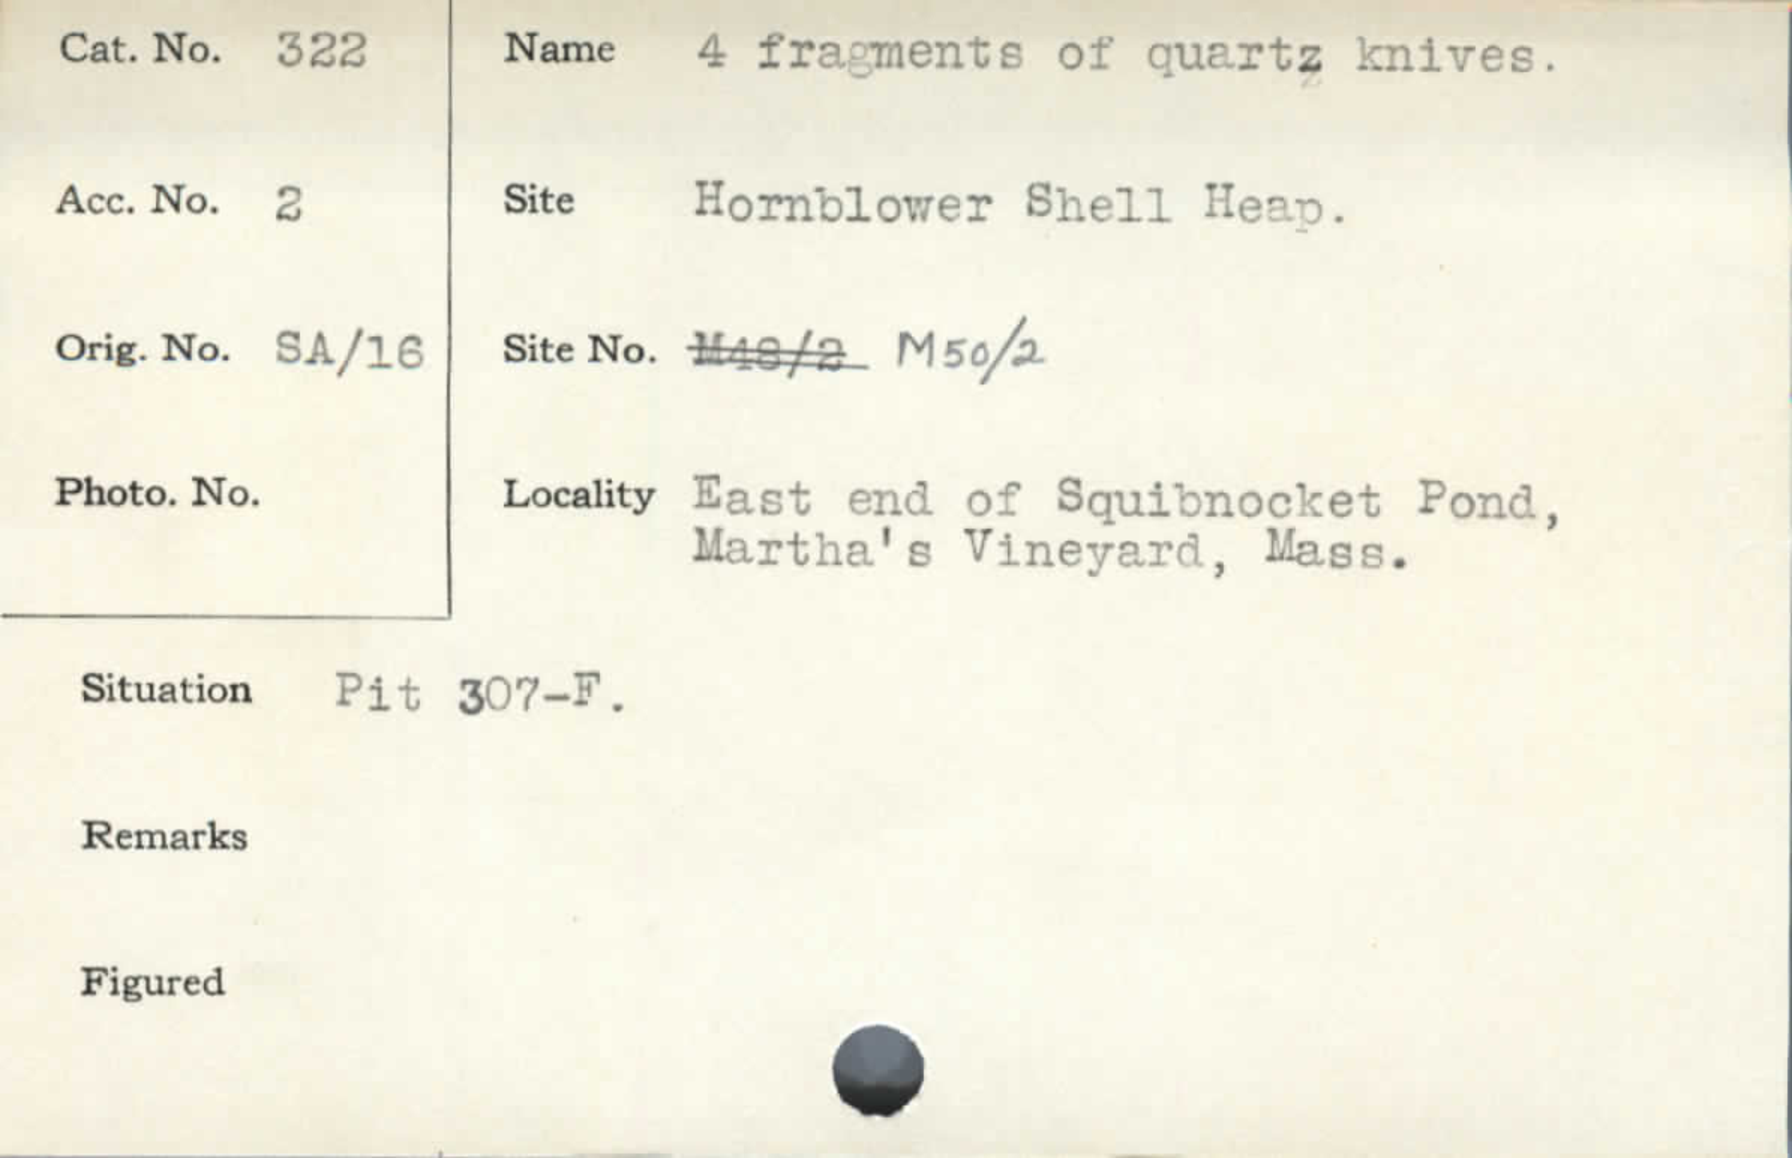 Cat. No. 322
Name 4 fragments of quartz knives.
Acc. No. 2
Site Hornblower Shell Heap.
Orig. No. SA/16
Site No. M48/2 M50/2
Photo. No.
Locality East end of Squibnocket Pond,
Martha's Vineyard, Mass.
Situation Pit 307-F.
Remarks
Figured